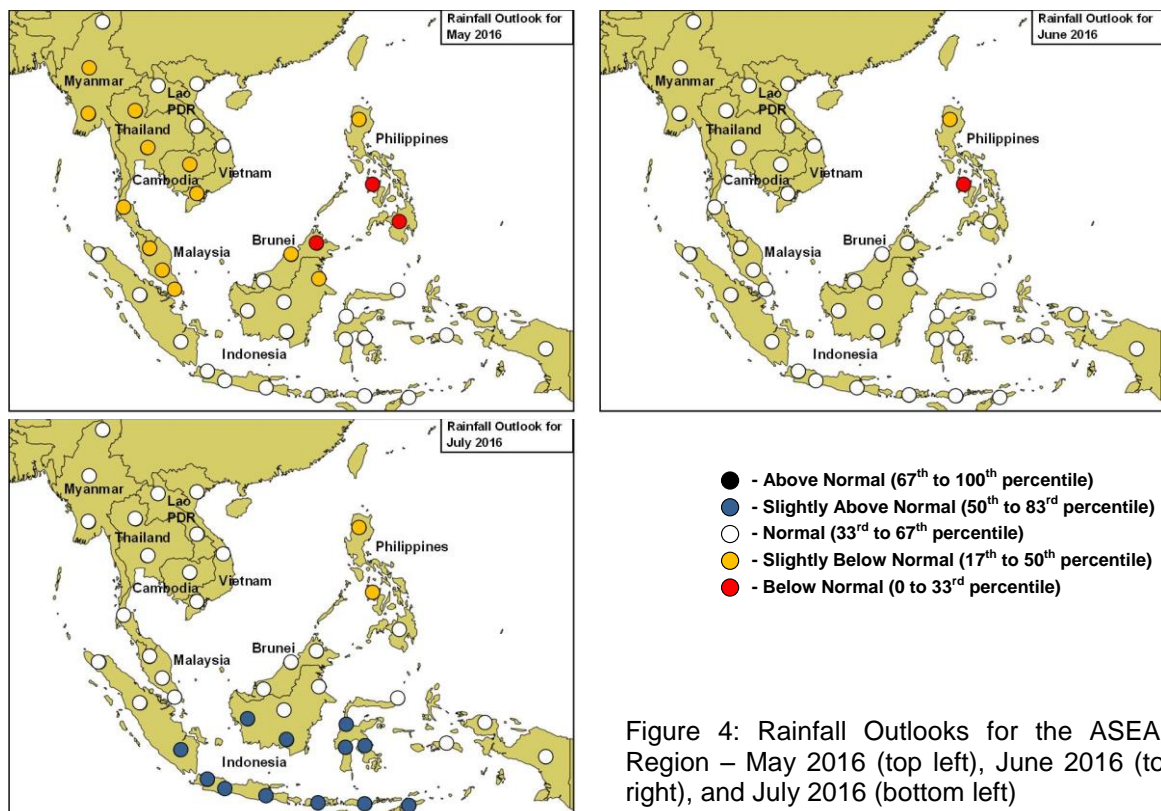 Rainfall Outlook for
May 2016
Myanmar
Lao
PDR
Thailand
Philippines
Cambodia
Vietnam
Malaysia
Brunei
Indonesia
Rainfall Outlook for
June 2016
Myanmar
Lao
PDR
Thailand
Philippines
Cambodia
Vietnam
Malaysia
Brunei
Indonesia
Rainfall Outlook for
July 2016
Myanmar
Lao
PDR
Thailand
Philippines
Cambodia
Vietnam
Malaysia
Brunei
Indonesia
- Above Normal (67th to 100th percentile)
- Slightly Above Normal (50th to 83rd percentile)
- Normal (33rd to 67th percentile)
- Slightly Below Normal (17th to 50th percentile)
- Below Normal (0 to 33rd percentile)
Figure 4: Rainfall Outlooks for the ASEA
Region – May 2016 (top left), June 2016 (to
right), and July 2016 (bottom left)